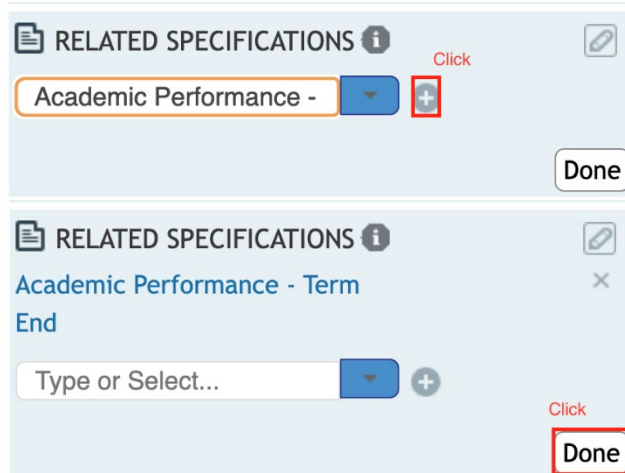 RELATED SPECIFICATIONS i
Click
Academic Performance -
Done
RELATED SPECIFICATIONS i
Academic Performance - Term
End
Type or Select...
Click
Done